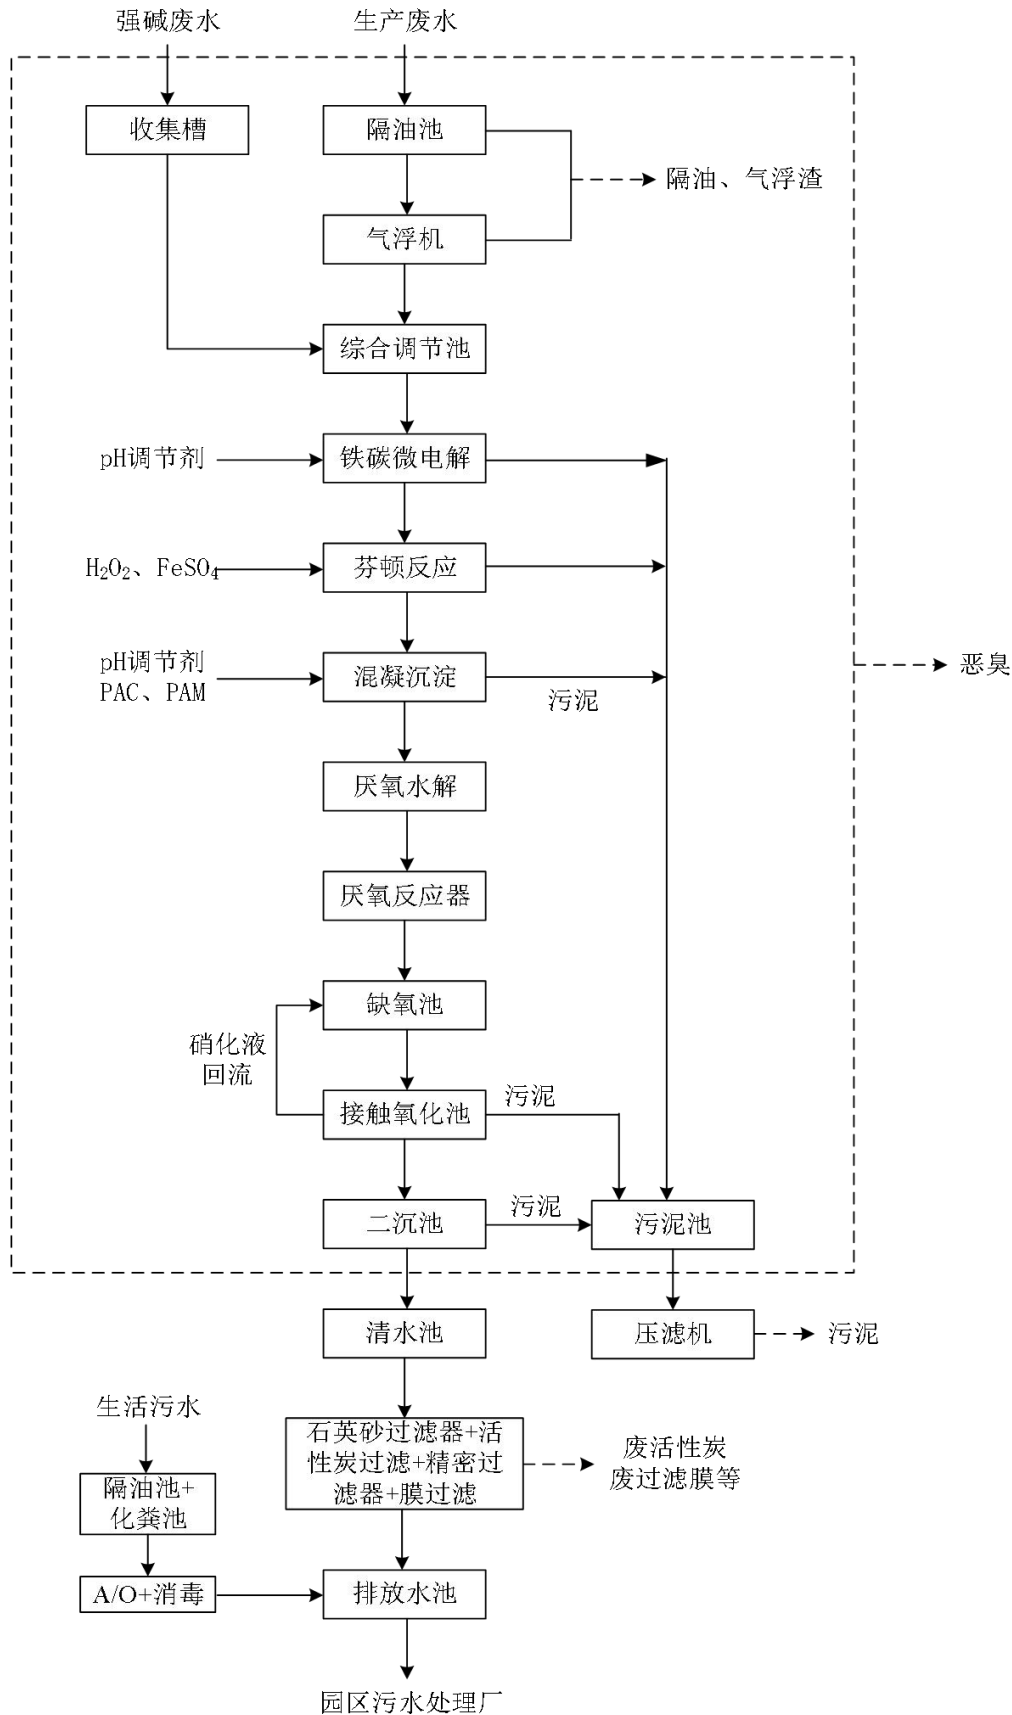 强碱废水
生产废水
收集槽
隔油池
隔油、气浮渣
气浮机
综合调节池
pH调节剂
铁碳微电解
H₂O₂、FeSO₄
芬顿反应
pH调节剂
PAC、PAM
混凝沉淀
污泥
恶臭
厌氧水解
厌氧反应器
缺氧池
硝化液
回流
接触氧化池
污泥
二沉池
污泥
污泥池
清水池
压滤机
污泥
生活污水
石英砂过滤器+活
性炭过滤+精密过
滤器+膜过滤
废活性炭
废过滤膜等
隔油池+
化粪池
A/O+消毒
排放水池
园区污水处理厂